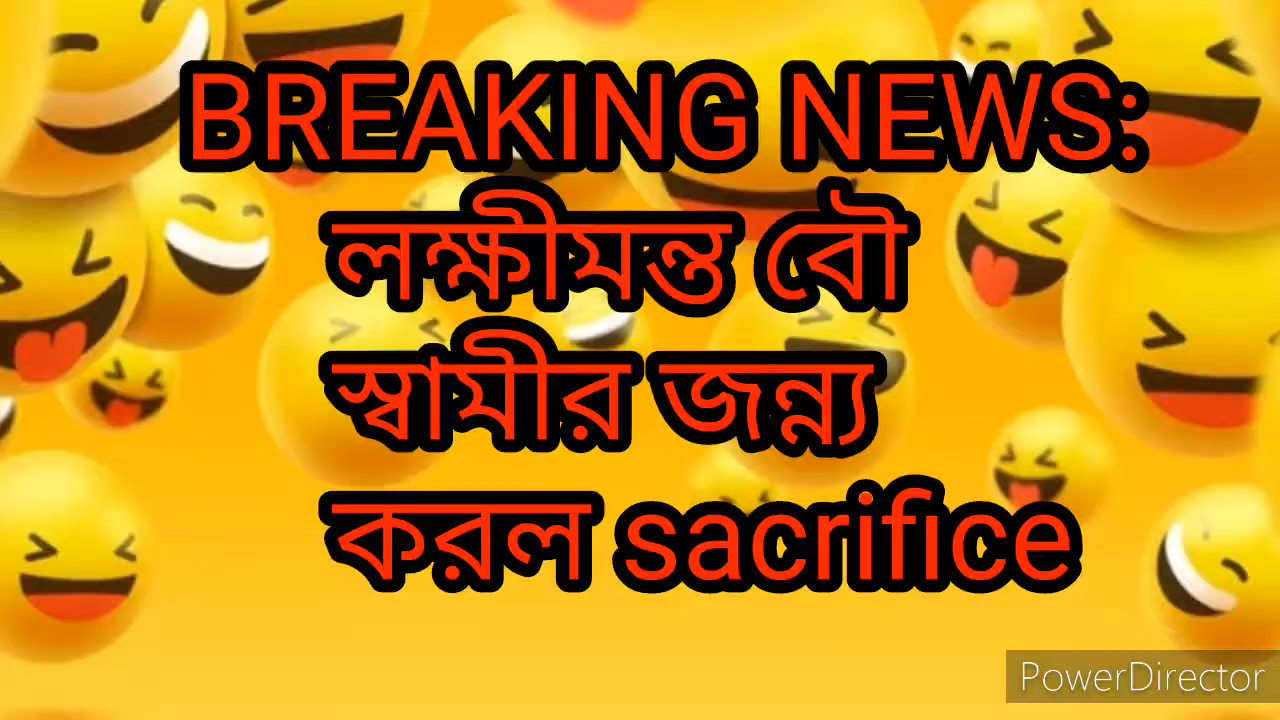 BREAKING NEWS:
লক্ষীমন্ত বৌ
স্বামীর জন্ন্য
করল sacrifice
PowerDirector